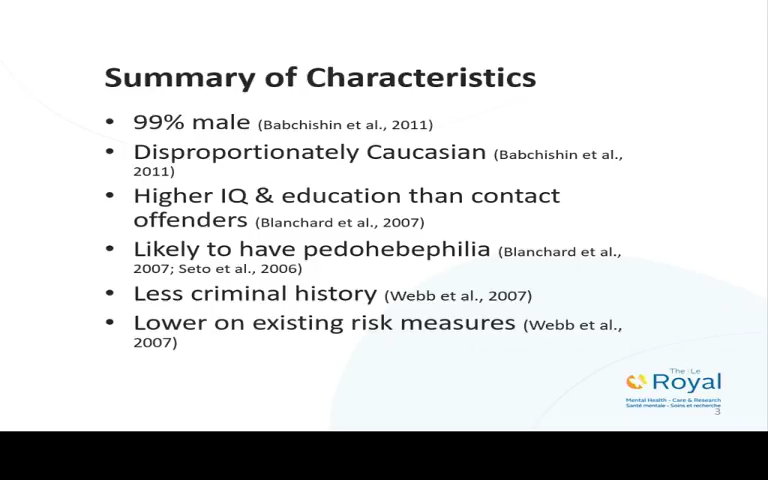 Summary of Characteristics
• 99% male (Babchishin et al., 2011)
• Disproportionately Caucasian (Babchishin et al.,
2011)
• Higher IQ & education than contact
offenders (Blanchard et al., 2007)
• Likely to have pedohebephilia (Blanchard et al.,
2007; Seto et al., 2006)
• Less criminal history (Webb et al., 2007)
• Lower on existing risk measures (Webb et al.,
2007)
The : Le
Royal
Mental Health - Care & Research
Santé mentale - Soins et recherche
3